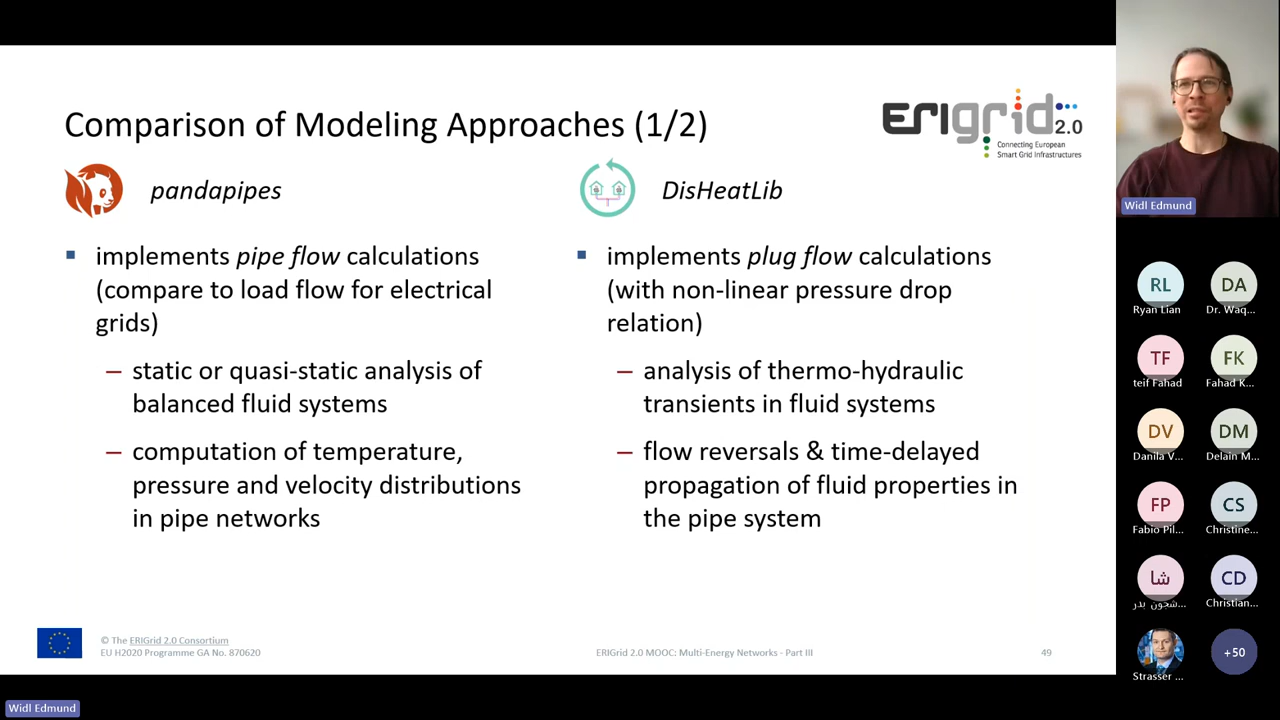 Comparison of Modeling Approaches (1/2)
ERIgrid 2.0
Connecting European
Smart Grid Infrastructures
pandapipes
implements pipe flow calculations
(compare to load flow for electrical
grids)
– static or quasi-static analysis of
balanced fluid systems
– computation of temperature,
pressure and velocity distributions
in pipe networks
DisHeatLib
implements plug flow calculations
(with non-linear pressure drop
relation)
– analysis of thermo-hydraulic
transients in fluid systems
– flow reversals & time-delayed
propagation of fluid properties in
the pipe system
© The ERIGrid 2.0 Consortium
EU H2020 Programme GA No. 870620
ERIGrid 2.0 MOOC: Multi-Energy Networks - Part III
49
Widl Edmund
RL
Ryan Lian
DA
Dr. Waq...
TF
teif Fahad
FK
Fahad K...
DV
Danila V...
DM
Delain M...
FP
Fabio Pil...
CS
Christine...
شا
شجون بدر...
CD
Christian...
Strasser ...
+50
Widl Edmund